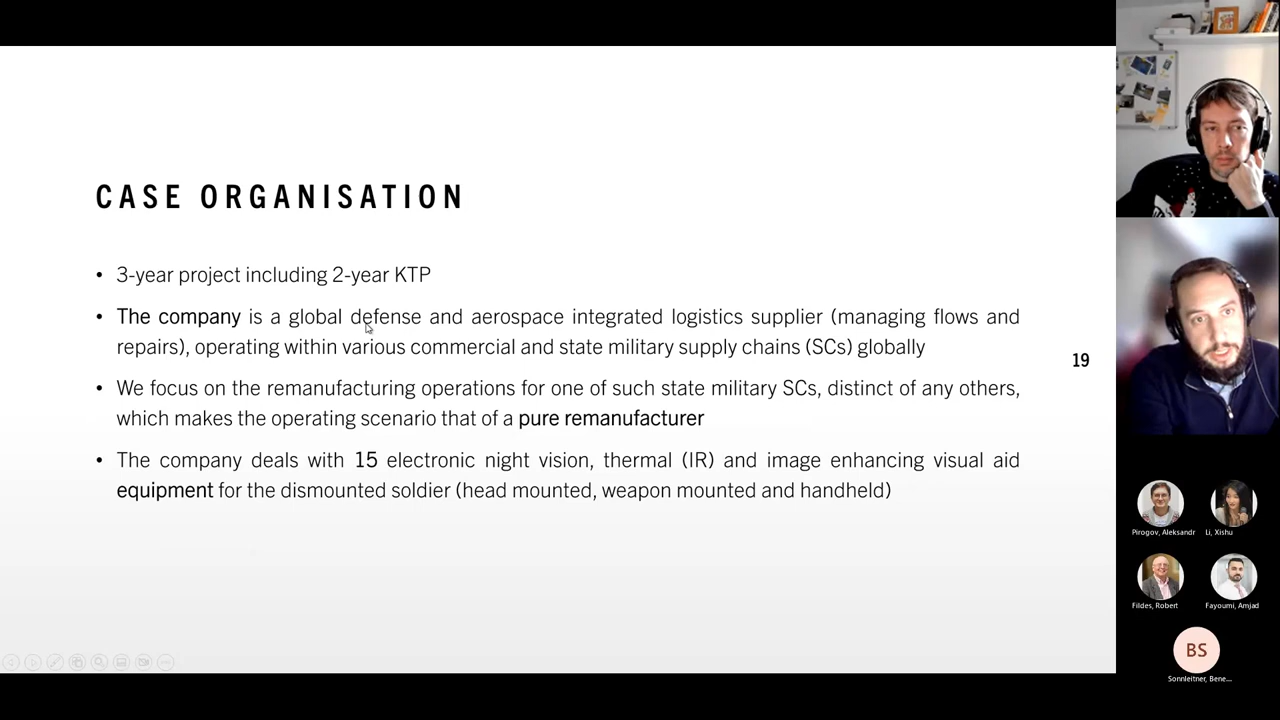 CASE ORGANISATION
• 3-year project including 2-year KTP
• The company is a global defense and aerospace integrated logistics supplier (managing flows and
repairs), operating within various commercial and state military supply chains (SCs) globally
• We focus on the remanufacturing operations for one of such state military SCs, distinct of any others,
which makes the operating scenario that of a pure remanufacturer
• The company deals with 15 electronic night vision, thermal (IR) and image enhancing visual aid
equipment for the dismounted soldier (head mounted, weapon mounted and handheld)
19
Pirogov, Aleksandr
Li, Xishu
Fildes, Robert
Fayoumi, Amjad
BS
Sonnleitner, Bene...